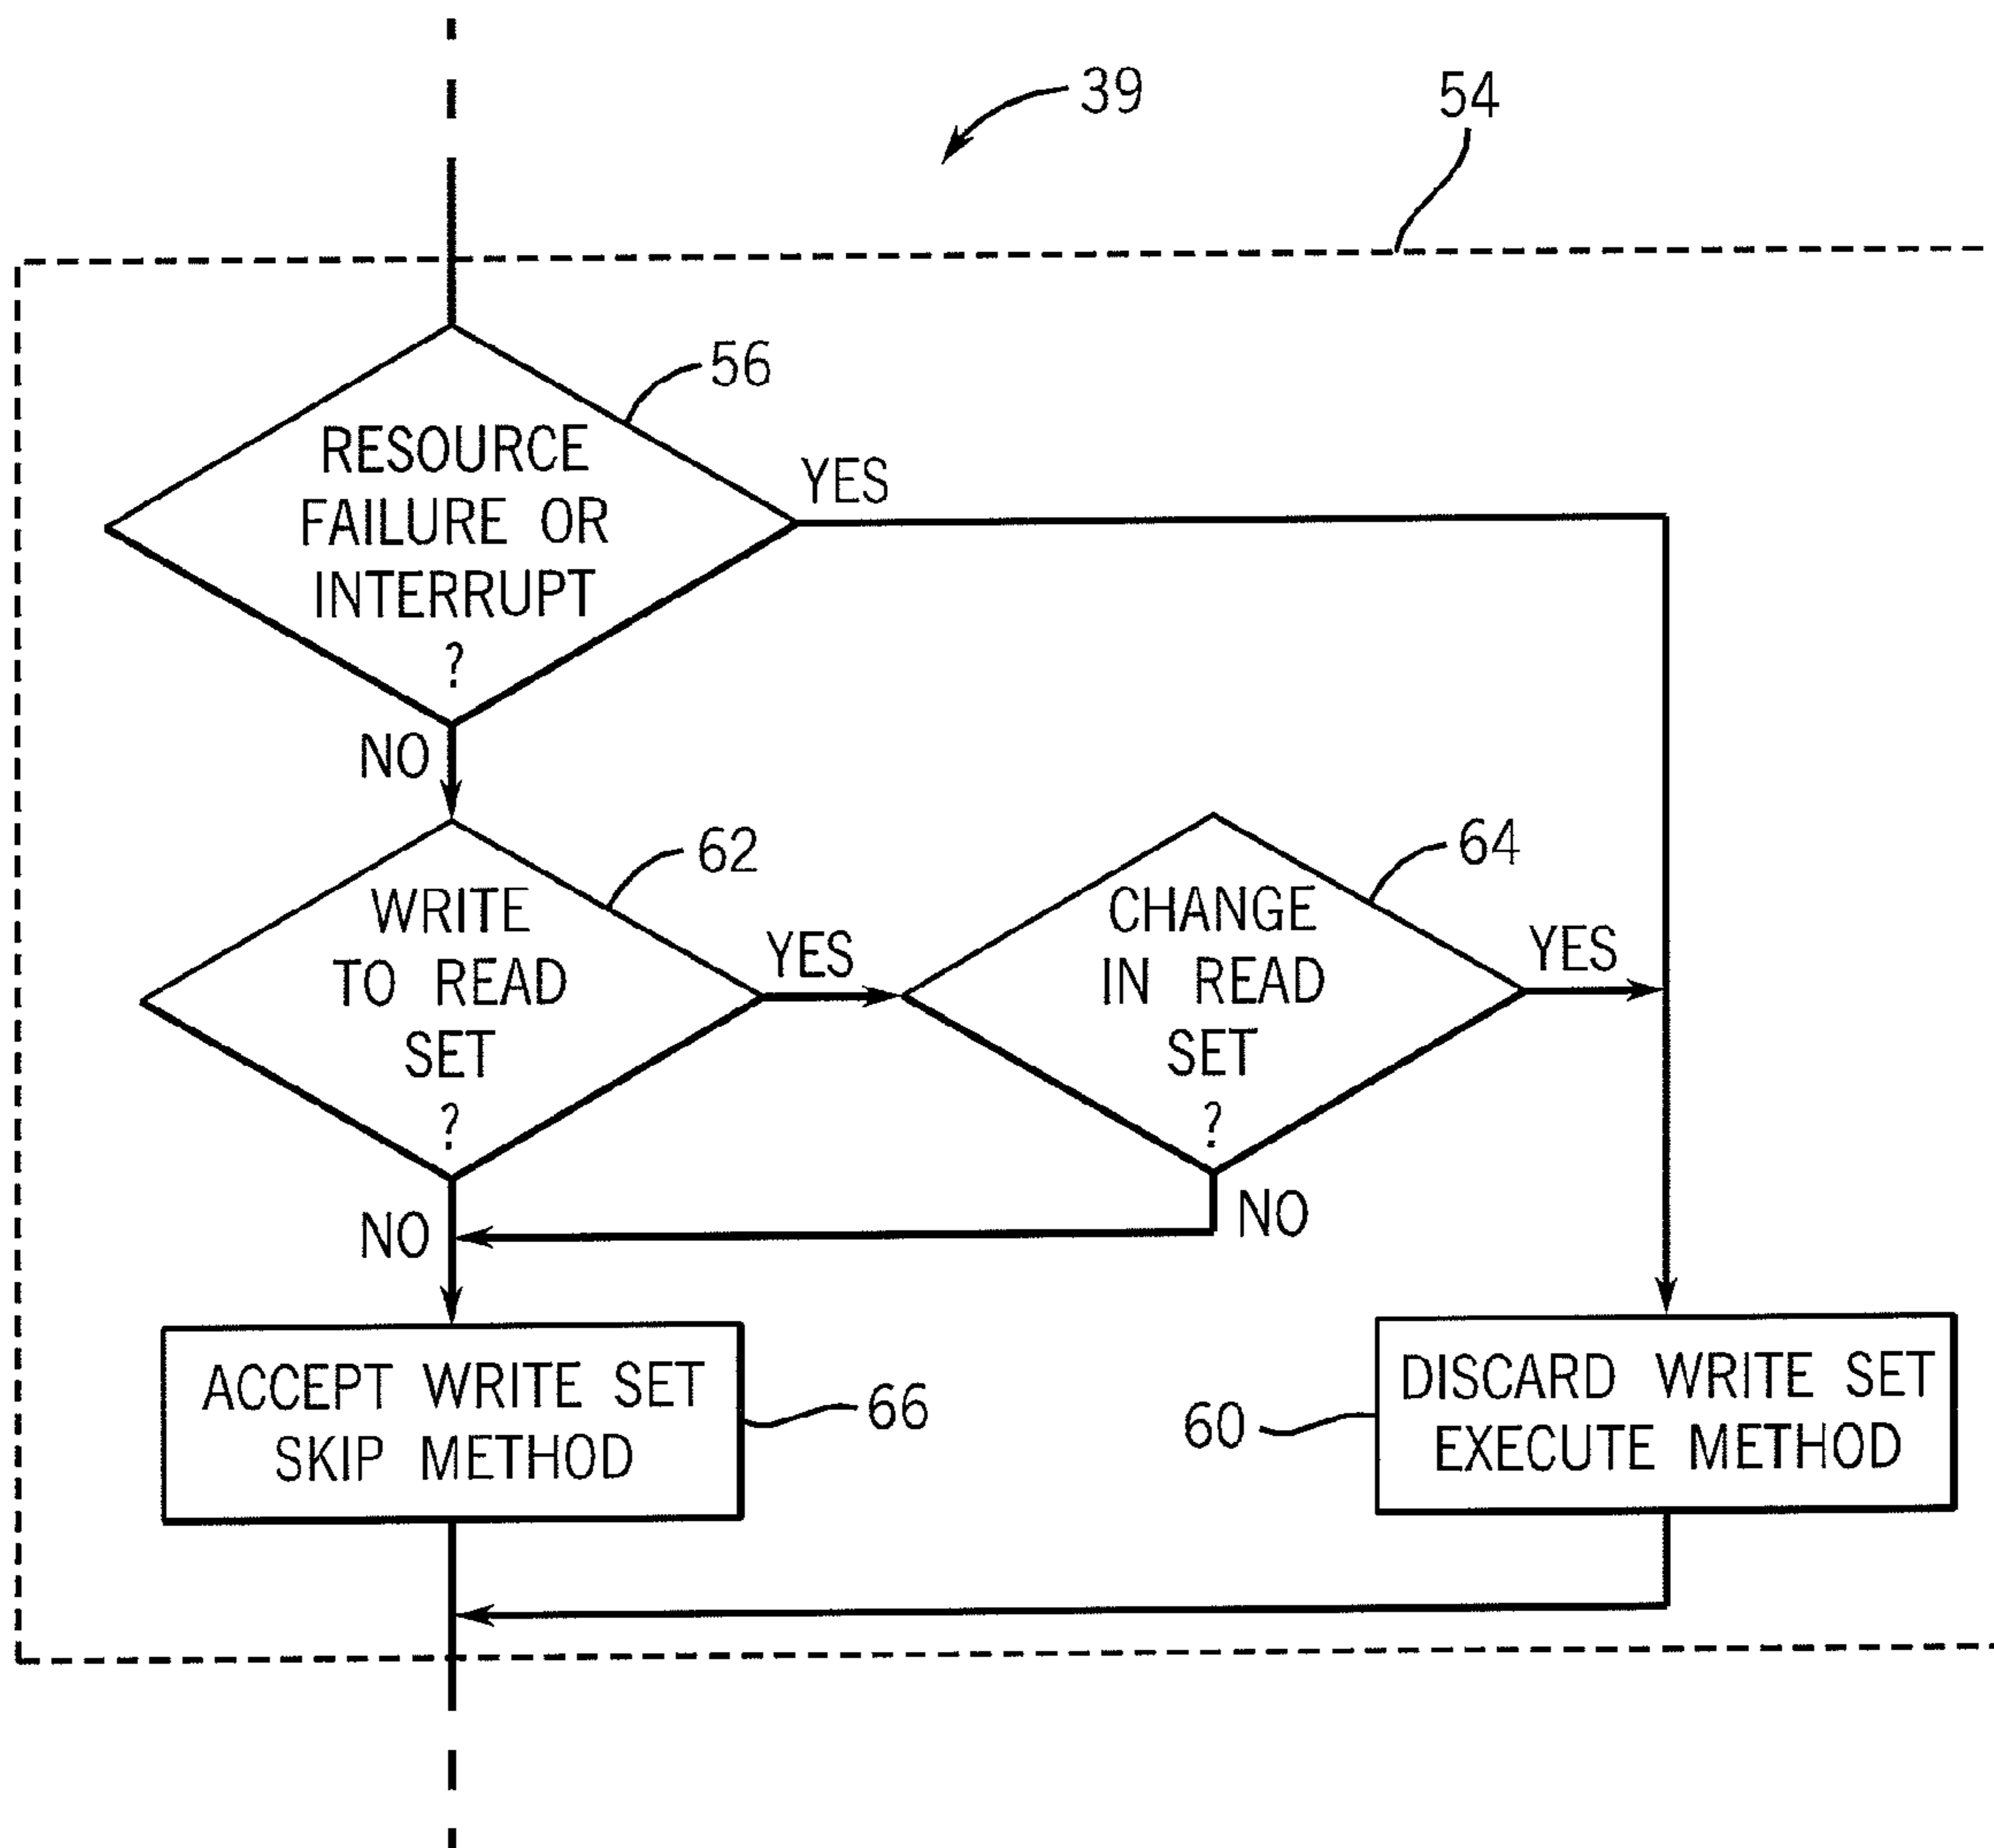 39
54
56
RESOURCE
FAILURE OR
INTERRUPT
?
YES
NO
62
WRITE
TO READ
SET
?
YES
64
CHANGE
IN READ
SET
?
YES
NO
NO
ACCEPT WRITE SET
SKIP METHOD
66
60
DISCARD WRITE SET
EXECUTE METHOD